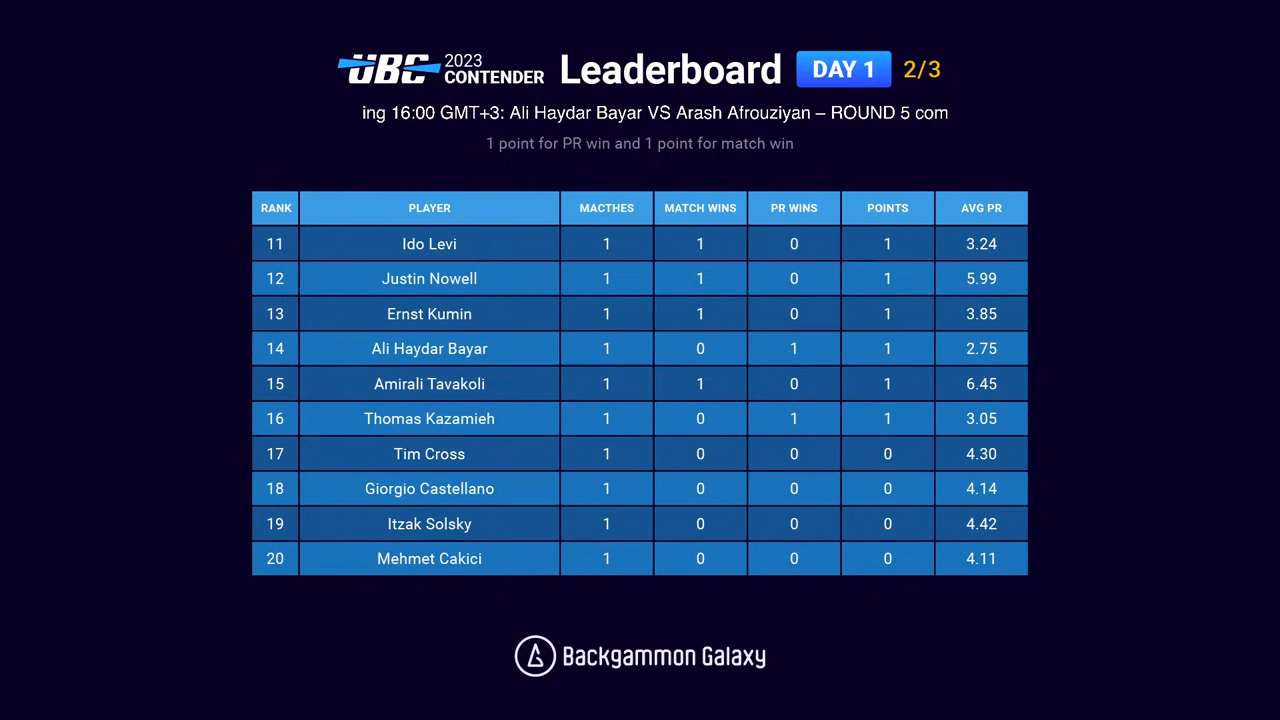 UBC 2023 CONTENDER Leaderboard DAY 1 2/3
ing 16:00 GMT+3: Ali Haydar Bayar VS Arash Afrouziyan – ROUND 5 com
1 point for PR win and 1 point for match win
RANK PLAYER MACTHES MATCH WINS PR WINS POINTS AVG PR
11 Ido Levi 1 1 0 1 3.24
12 Justin Nowell 1 1 0 1 5.99
13 Ernst Kumin 1 1 0 1 3.85
14 Ali Haydar Bayar 1 0 1 1 2.75
15 Amirali Tavakoli 1 1 0 1 6.45
16 Thomas Kazamieh 1 0 1 1 3.05
17 Tim Cross 1 0 0 0 4.30
18 Giorgio Castellano 1 0 0 0 4.14
19 Itzak Solsky 1 0 0 0 4.42
20 Mehmet Cakici 1 0 0 0 4.11
Backgammon Galaxy